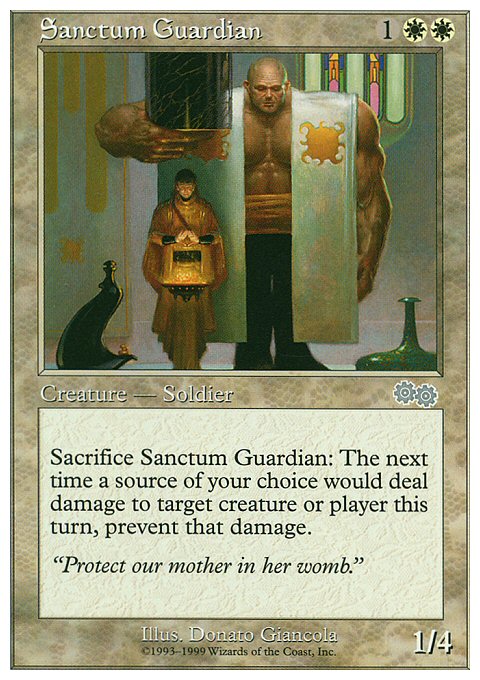 Sanctum Guardian 1
Creature — Soldier
Sacrifice Sanctum Guardian: The next
time a source of your choice would deal
damage to target creature or player this
turn, prevent that damage.
“Protect our mother in her womb.”
Illus. Donato Giancola
©1993–1999 Wizards of the Coast, Inc.
1/4